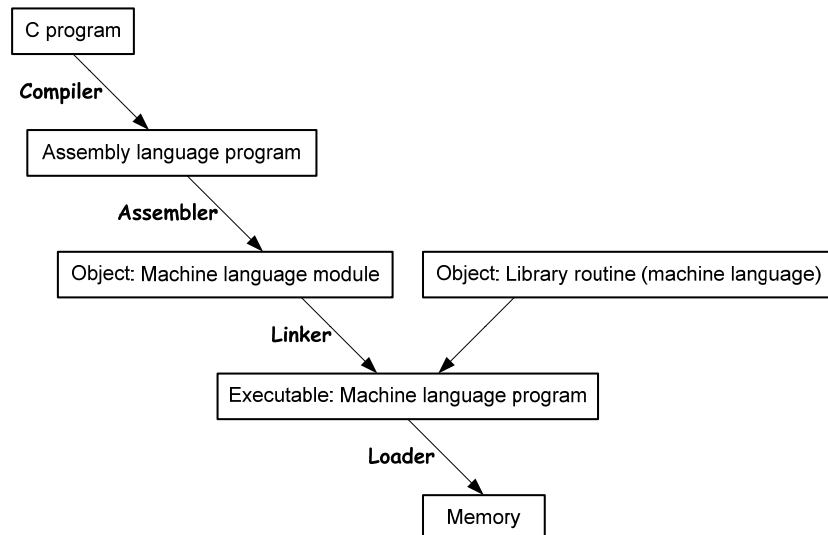 C program
Compiler
Assembly language program
Assembler
Object: Machine language module
Object: Library routine (machine language)
Linker
Executable: Machine language program
Loader
Memory